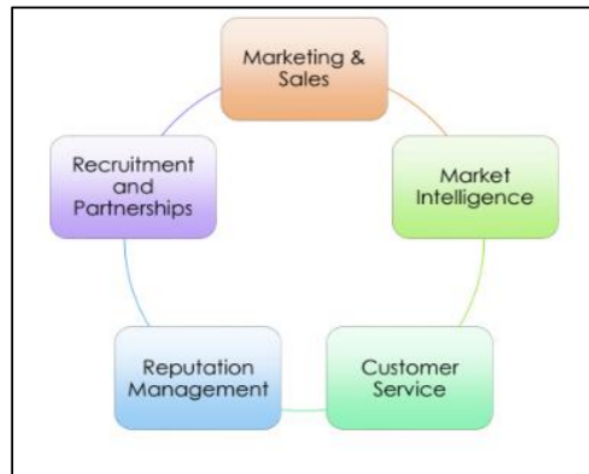 Marketing &
Sales
Market
Intelligence
Customer
Service
Reputation
Management
Recruitment
and
Partnerships